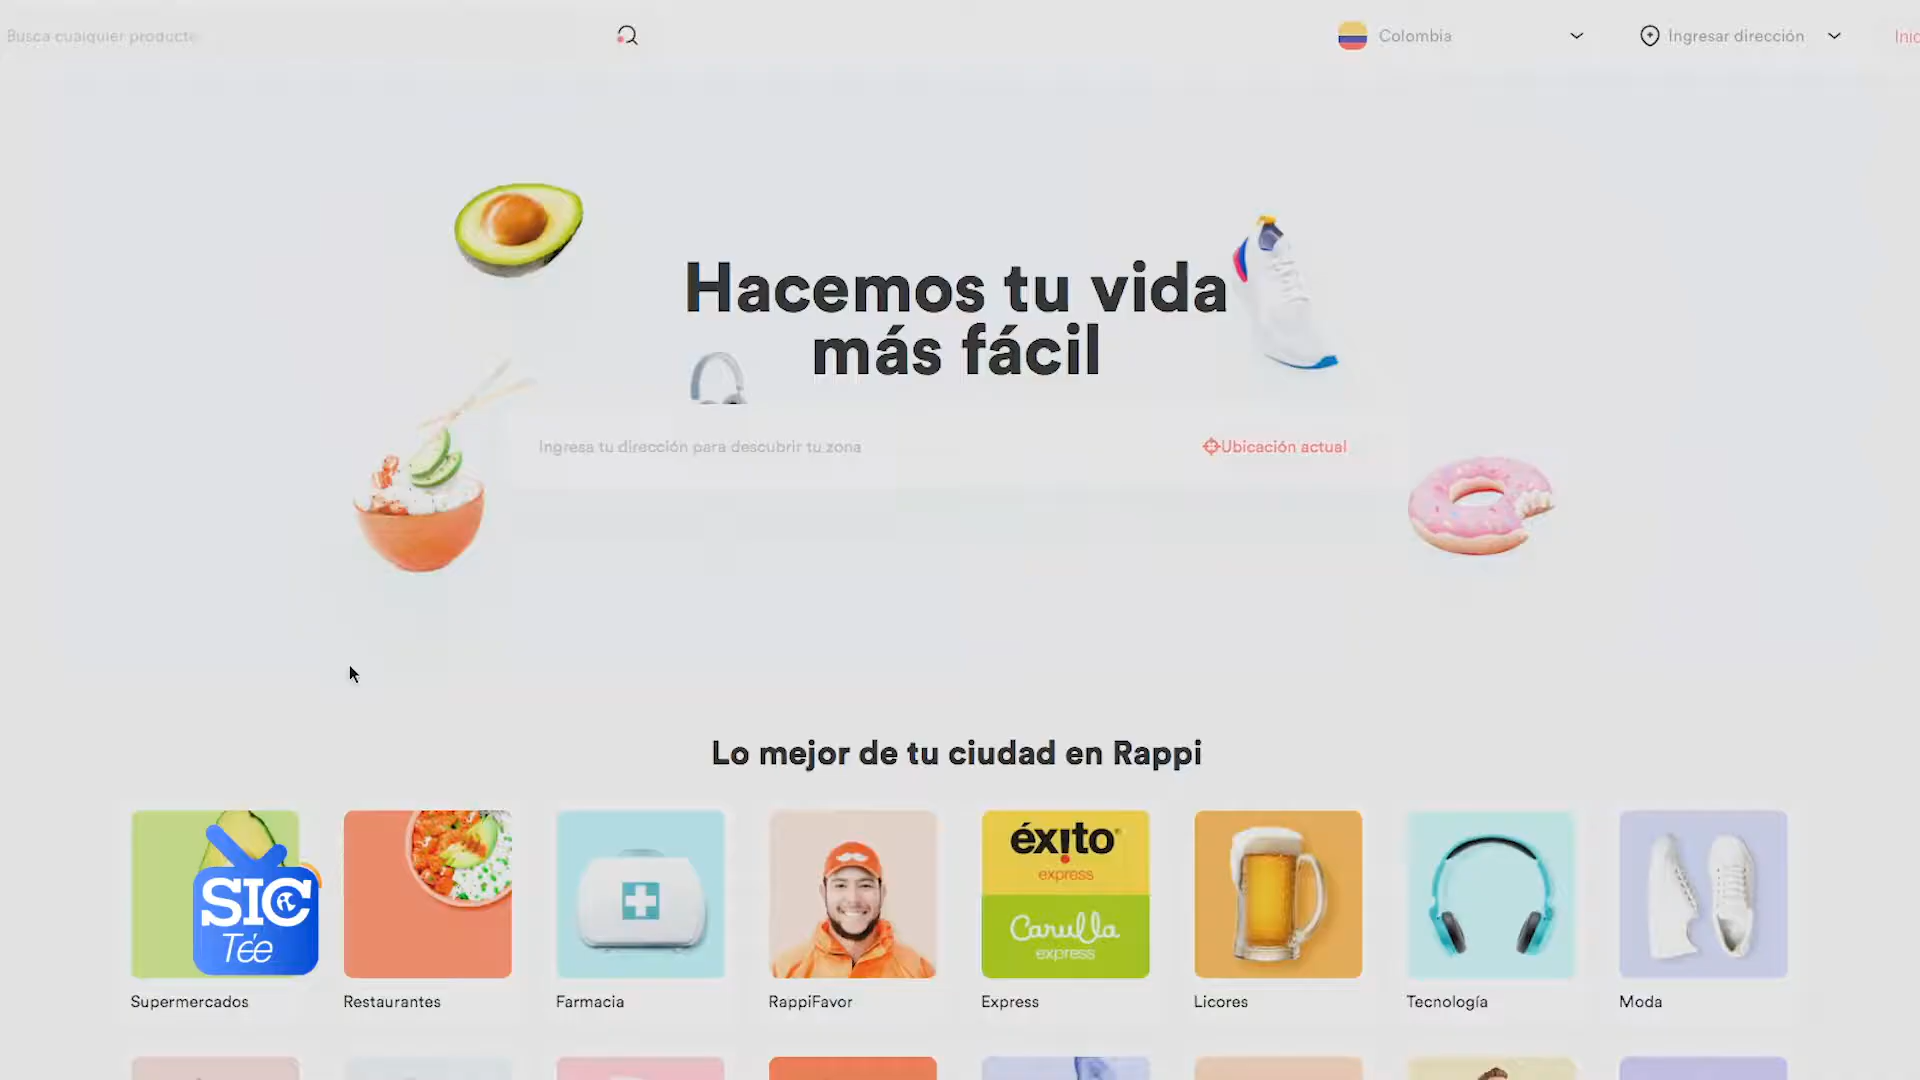 Busca cualquier producto
Colombia
Ingresar dirección
Inic
Hacemos tu vida
más fácil
Ingresa tu dirección para descubrir tu zona
Ubicación actual
Lo mejor de tu ciudad en Rappi
SIC
Tée
éxito
express
Carulla
express
Supermercados
Restaurantes
Farmacia
RappiFavor
Express
Licores
Tecnología
Moda